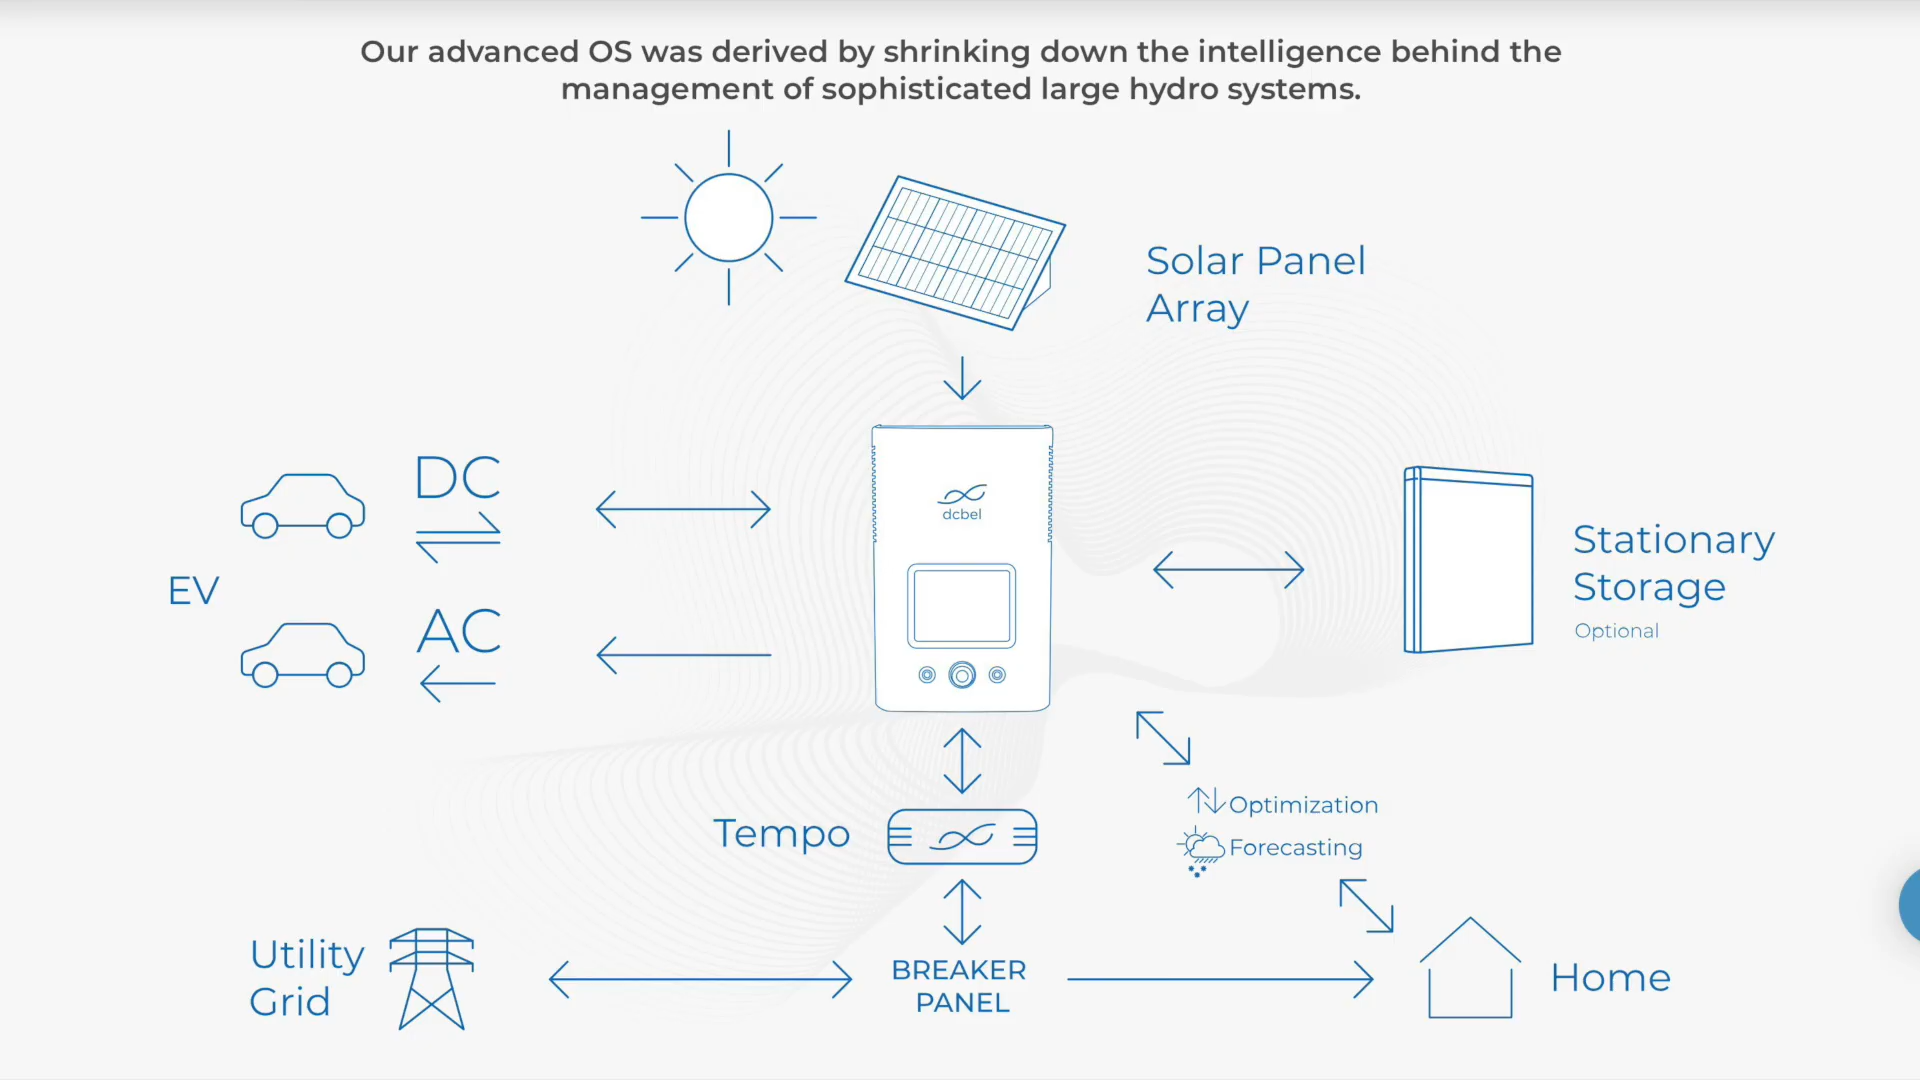 Our advanced OS was derived by shrinking down the intelligence behind the
management of sophisticated large hydro systems.
Solar Panel
Array
DC
dcbel
EV
AC
Stationary
Storage
Optional
Tempo
Optimization
Forecasting
Utility
Grid
BREAKER
PANEL
Home